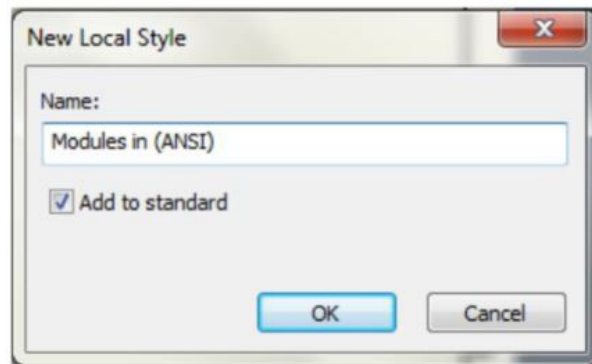 New Local Style
Name:
Modules in (ANSI)
Add to standard
OK
Cancel